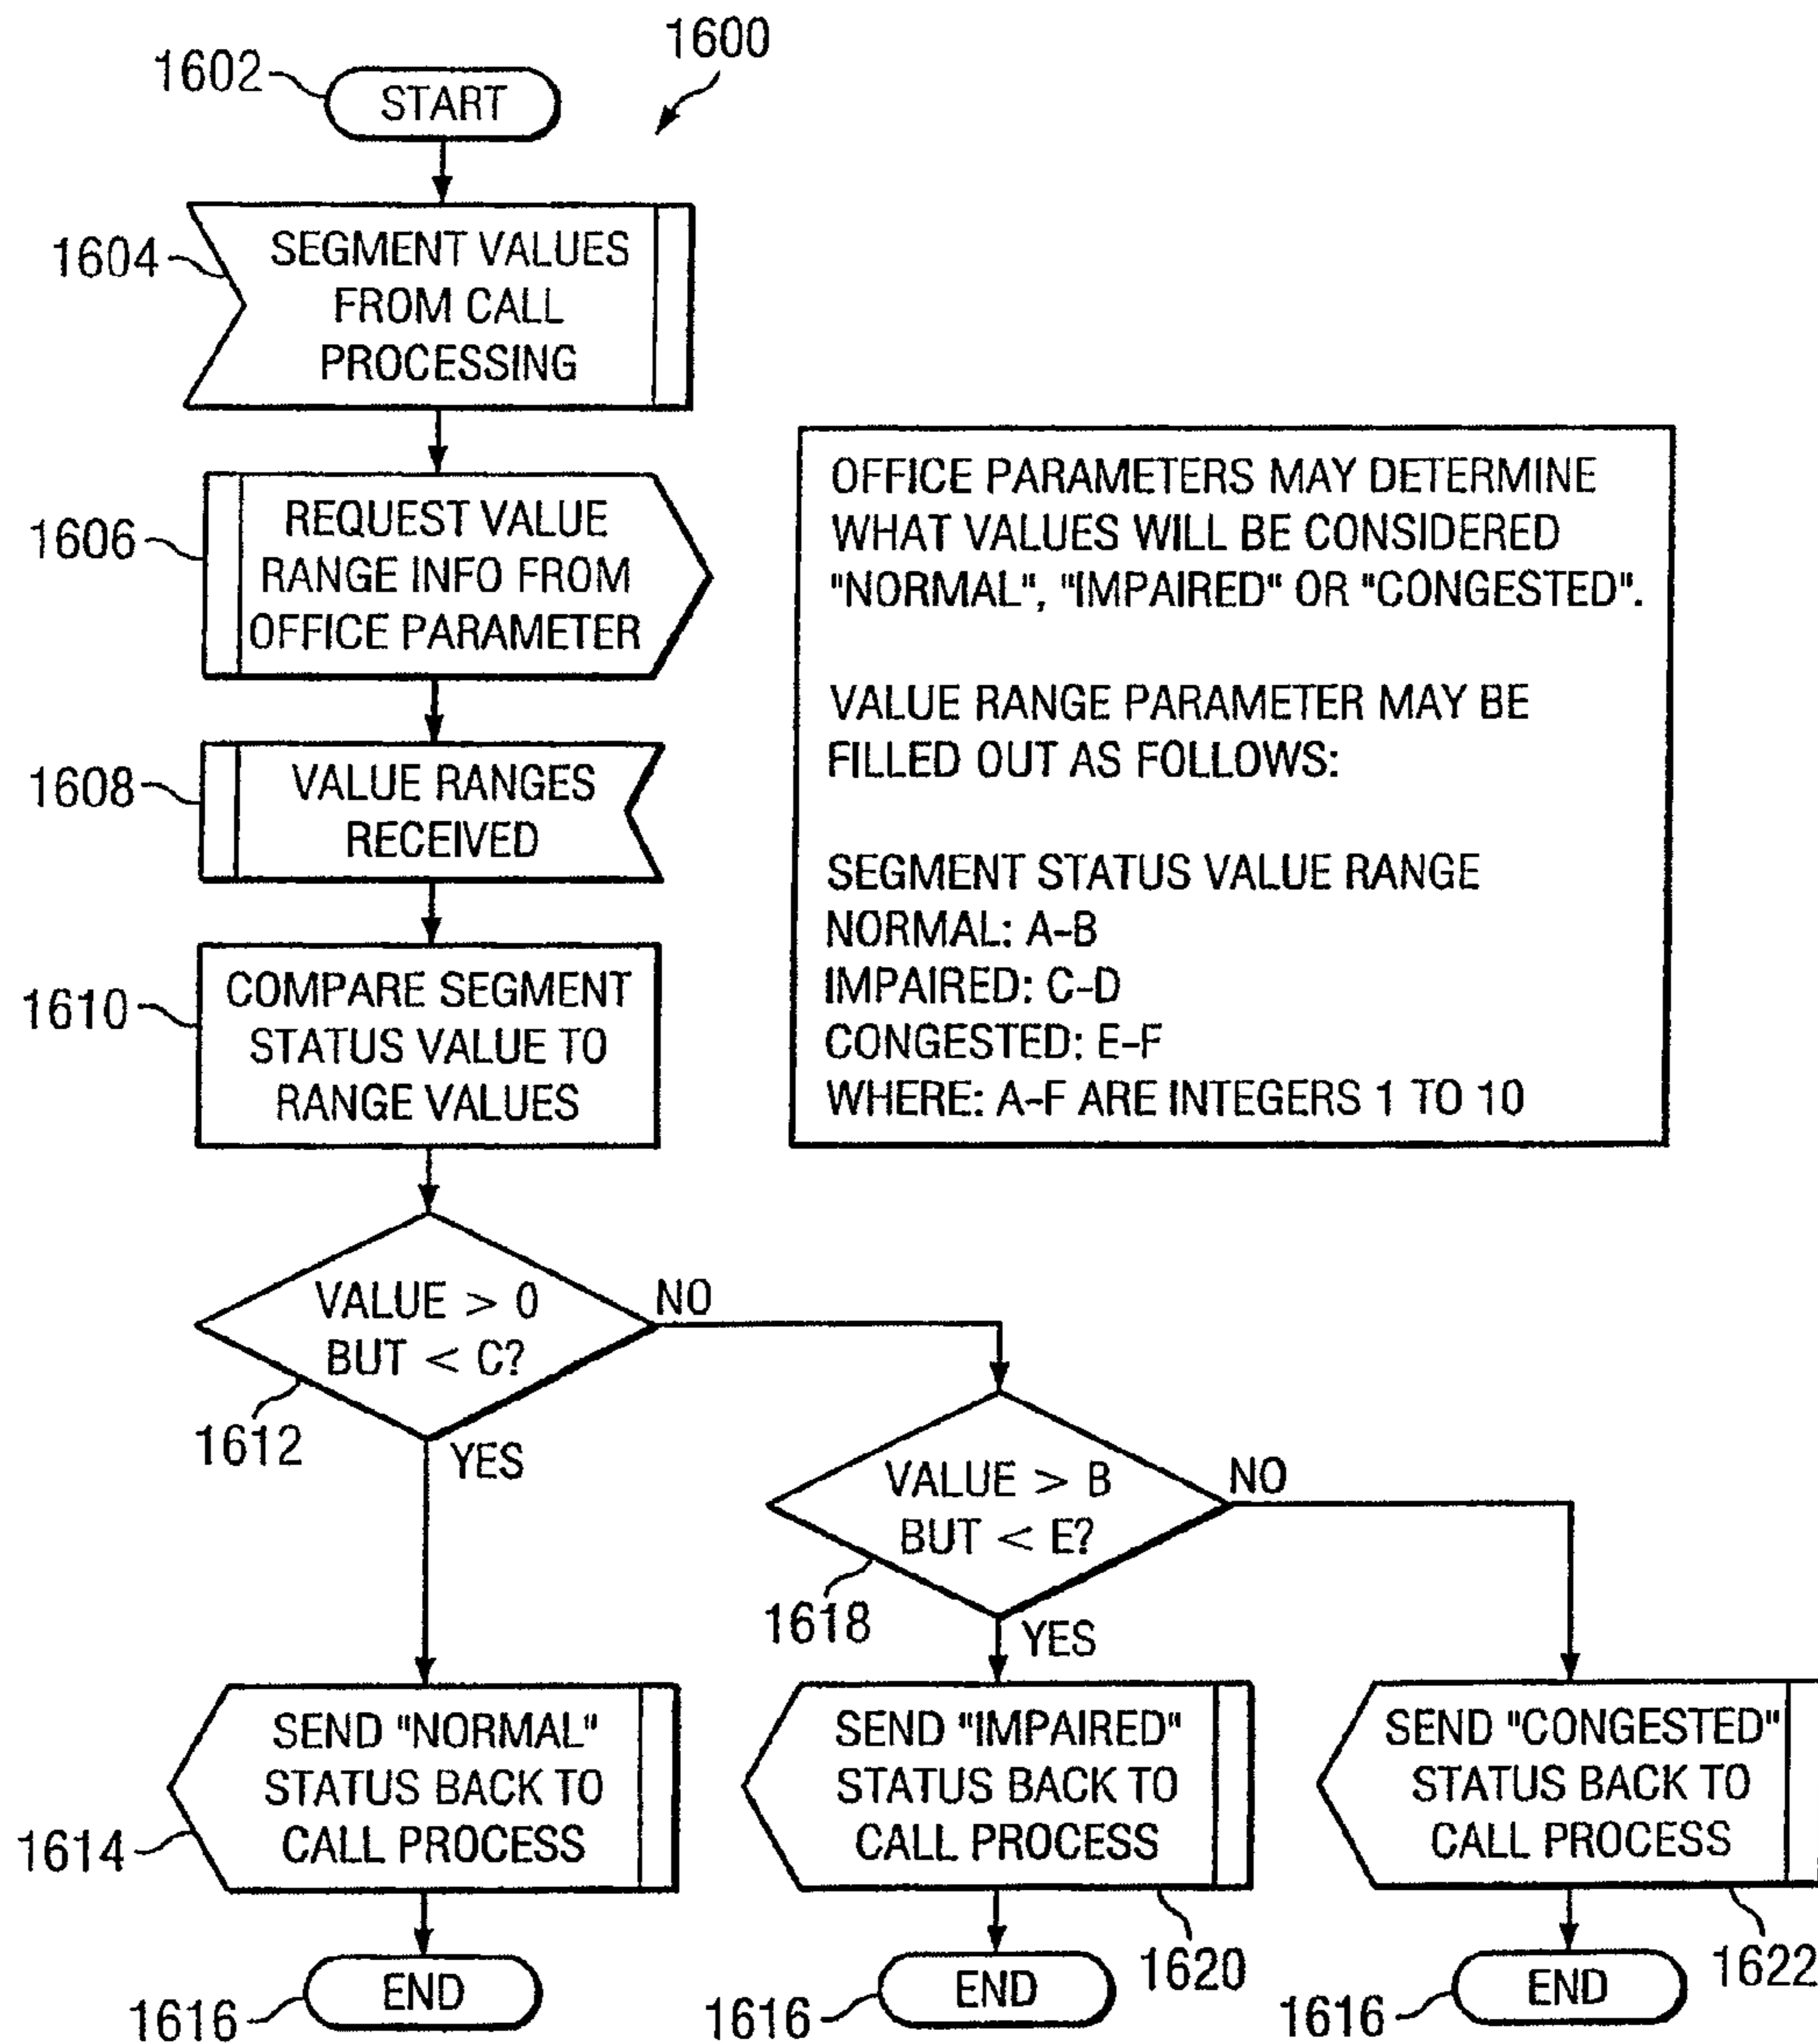 1600
1602
START
1604
SEGMENT VALUES
FROM CALL
PROCESSING
1606
REQUEST VALUE
RANGE INFO FROM
OFFICE PARAMETER
1608
VALUE RANGES
RECEIVED
1610
COMPARE SEGMENT
STATUS VALUE TO
RANGE VALUES
OFFICE PARAMETERS MAY DETERMINE
WHAT VALUES WILL BE CONSIDERED
"NORMAL", "IMPAIRED" OR "CONGESTED".
VALUE RANGE PARAMETER MAY BE
FILLED OUT AS FOLLOWS:
SEGMENT STATUS VALUE RANGE
NORMAL: A-B
IMPAIRED: C-D
CONGESTED: E-F
WHERE: A-F ARE INTEGERS 1 TO 10
VALUE > 0
BUT < C?
NO
1612
YES
VALUE > B
BUT < E?
NO
1618
YES
SEND "NORMAL"
STATUS BACK TO
CALL PROCESS
1614
END
1616
SEND "IMPAIRED"
STATUS BACK TO
CALL PROCESS
1620
END
1616
SEND "CONGESTED"
STATUS BACK TO
CALL PROCESS
1622
END
1616